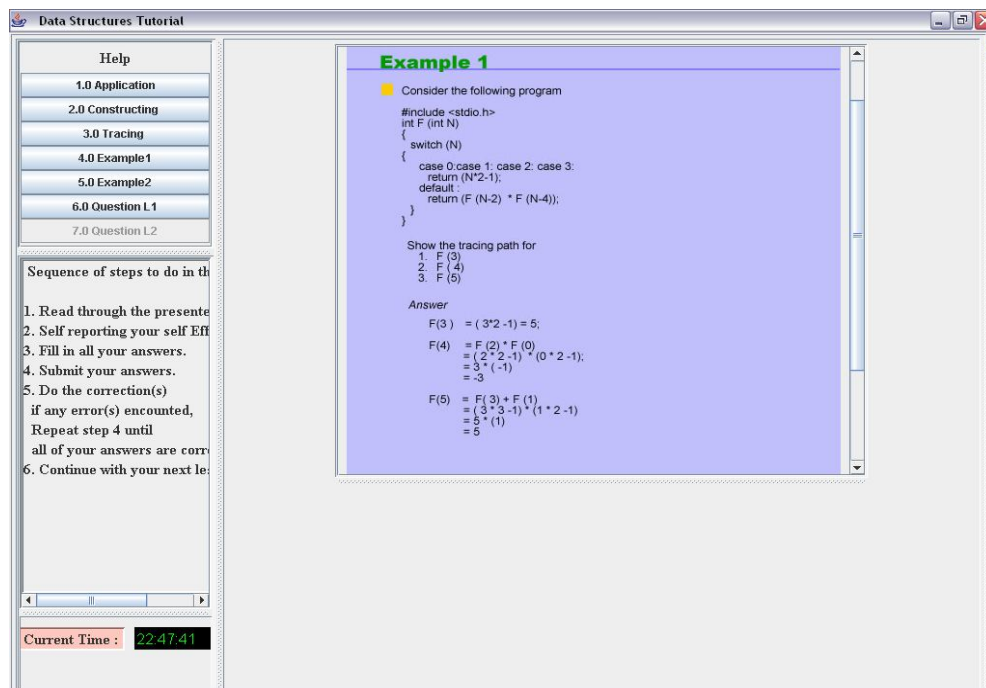 Data Structures Tutorial
Help
1.0 Application
2.0 Constructing
3.0 Tracing
4.0 Example1
5.0 Example2
6.0 Question L1
7.0 Question L2
Sequence of steps to do in th
1. Read through the presente
2. Self reporting your self Eff
3. Fill in all your answers.
4. Submit your answers.
5. Do the correction(s)
if any error(s) encounted,
Repeat step 4 until
all of your answers are corr
6. Continue with your next les
Current Time :
22:47:41
Example 1
Consider the following program
#include <stdio.h>
int F (int N)
{
switch (N)
{
case 0:case 1: case 2: case 3:
return (N*2-1);
default :
return (F (N-2) * F (N-4));
}
}
Show the tracing path for
1. F (3)
2. F ( 4)
3. F (5)
Answer
F(3 ) = ( 3*2 -1) = 5;
F(4) = F (2) * F (0)
= ( 2 * 2 -1) * (0 * 2 -1);
= 3 * ( -1)
= -3
F(5) = F( 3) + F (1)
= ( 3 * 3 -1) * (1 * 2 -1)
= 5 * (1)
= 5